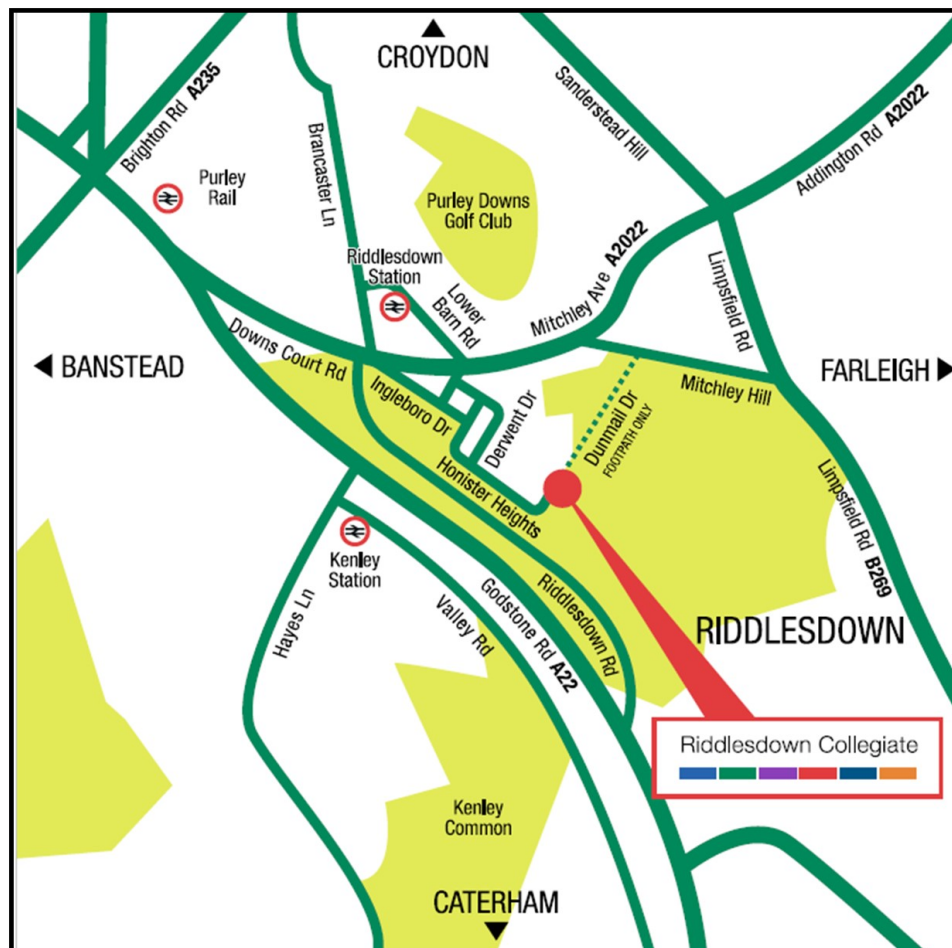 CROYDON
Brighton Rd A235
Sanderstead Hill
Addington Rd A2022
Brancaster Ln
Purley
Rail
Purley Downs
Golf Club
Riddlesdown
Station
Lower
Barn Rd
Mitchley Ave A2022
Limpsfield Rd
BANSTEAD
Downs Court Rd
Ingleboro Dr
Derwent Dr
Dunmail Dr
FOOTPATH ONLY
Mitchley Hill
FARLEIGH
Honister Heights
Limpsfield Rd B269
Kenley
Station
Hayes Ln
Valley Rd
Godstone Rd A22
Riddlesdown Rd
RIDDLESDOWN
Riddlesdown Collegiate
Kenley
Common
CATERHAM